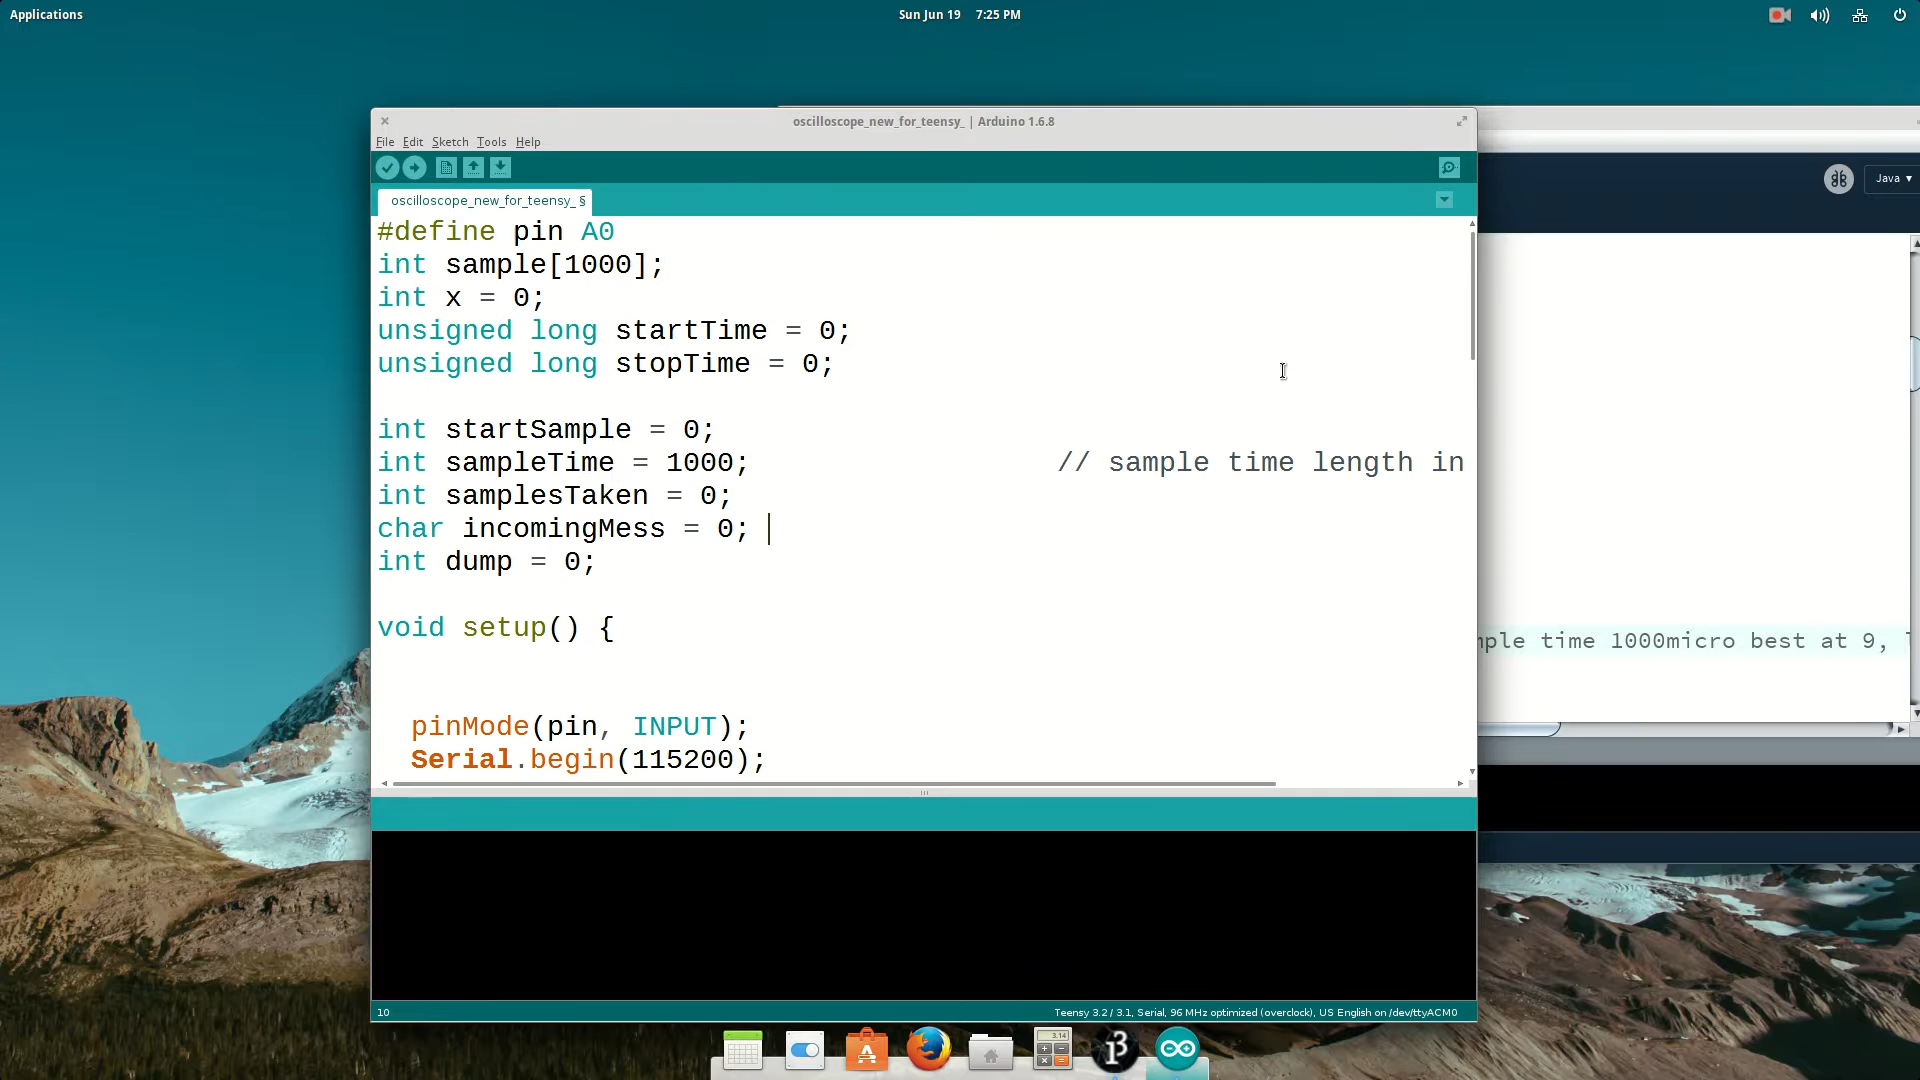 Applications
Sun Jun 19 7:25 PM
oscilloscope_new_for_teensy_ | Arduino 1.6.8
File Edit Sketch Tools Help
Java
oscilloscope_new_for_teensy_ §
#define pin A0
int sample[1000];
int x = 0;
unsigned long startTime = 0;
unsigned long stopTime = 0;
int startSample = 0;
int sampleTime = 1000; // sample time length in
int samplesTaken = 0;
char incomingMess = 0;
int dump = 0;
void setup() {
time 1000micro best at 9,
pinMode(pin, INPUT);
Serial.begin(115200);
10
Teensy 3.2 / 3.1, Serial, 96 MHz optimized (overclock), US English on /dev/ttyACM0
3.14